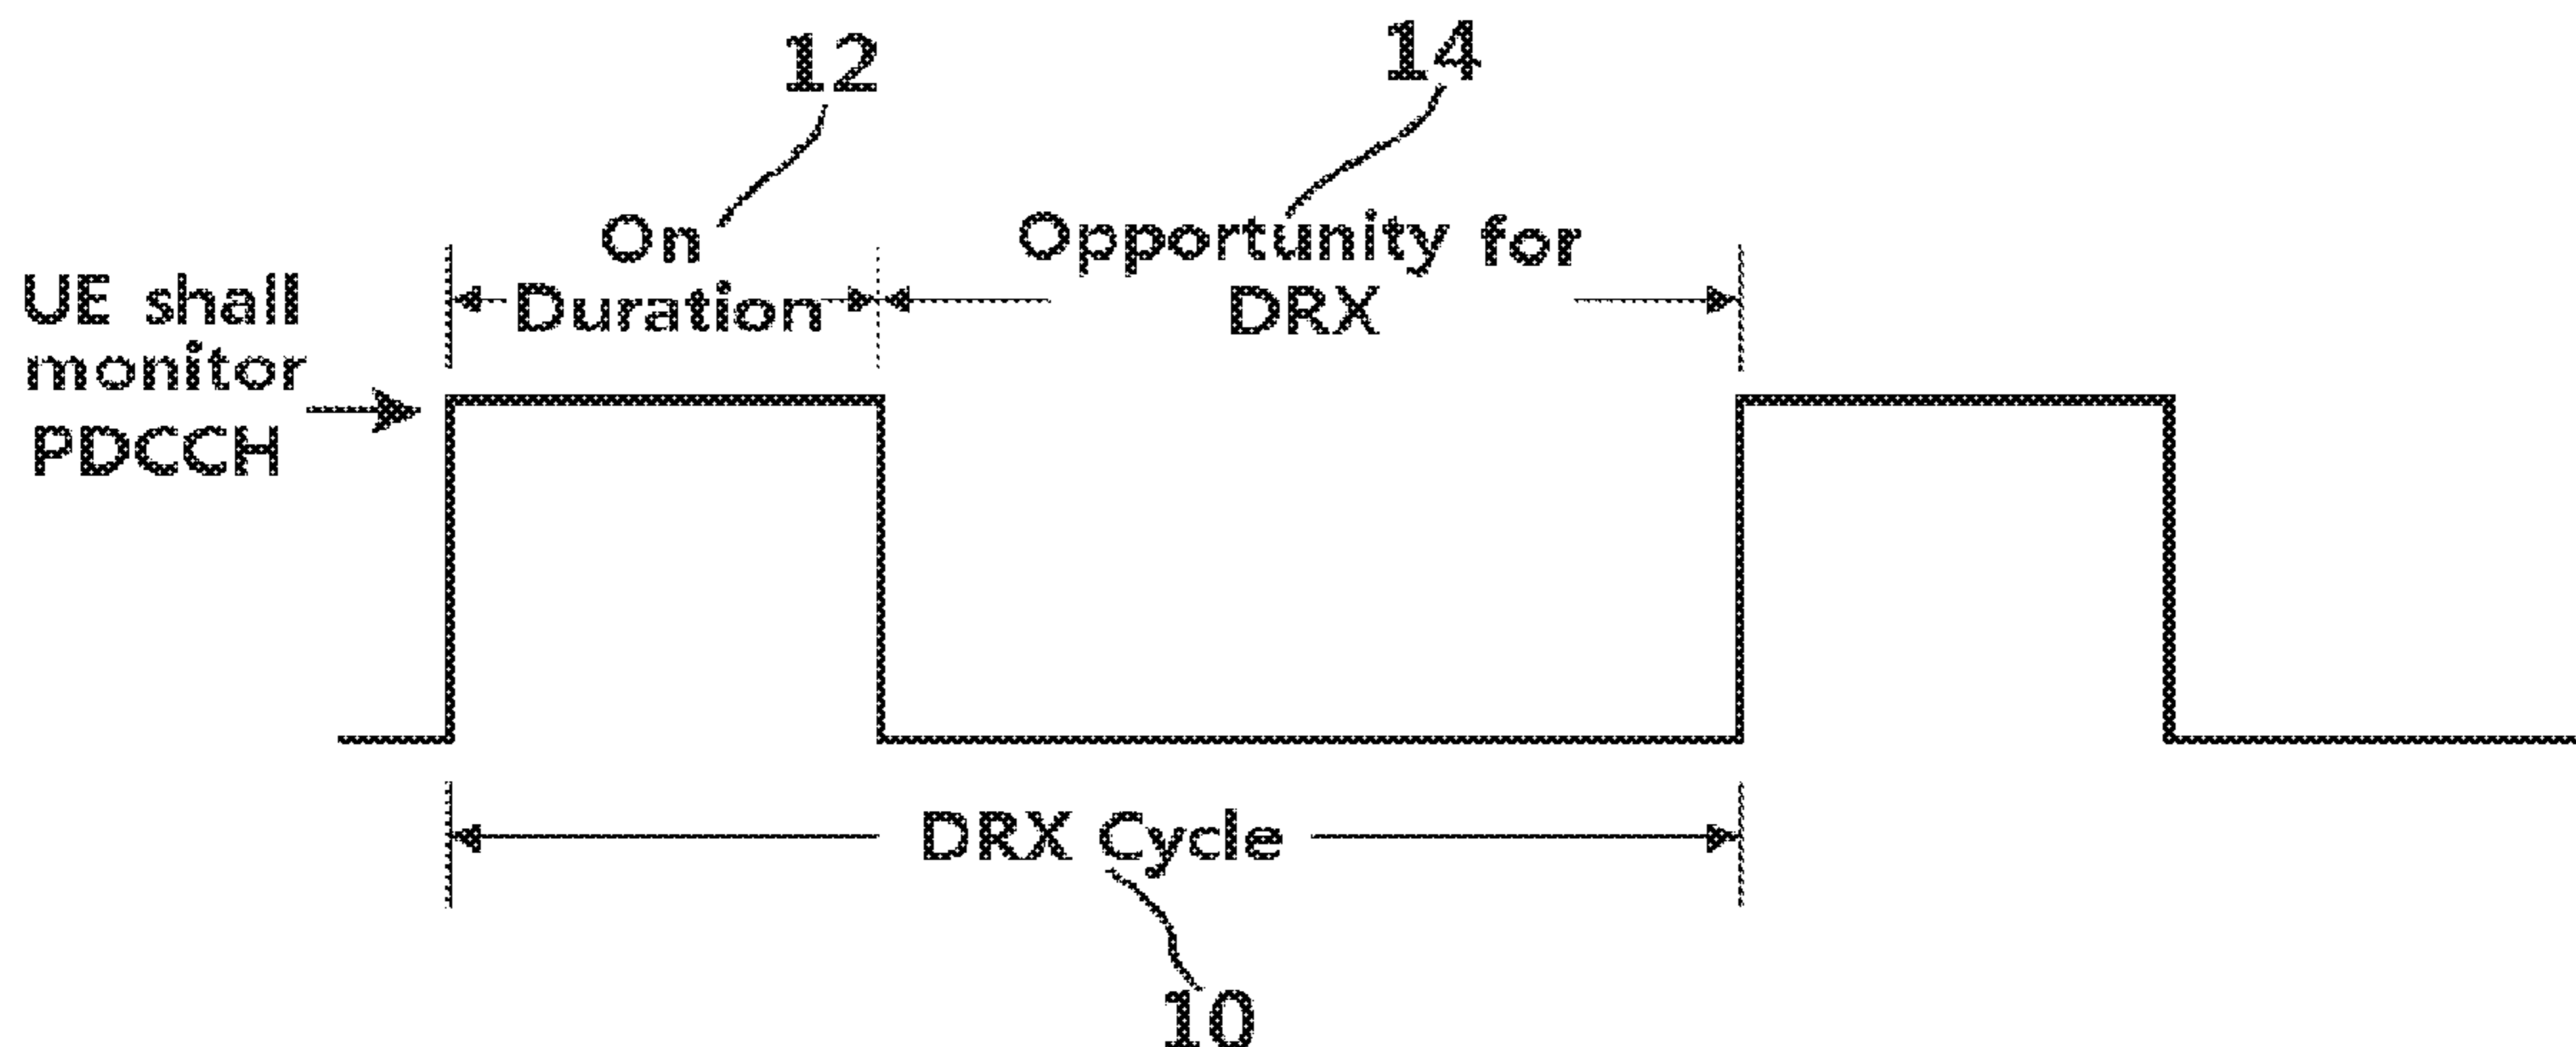 12
14
On
Duration
Opportunity for
DRX
UE shall
monitor
PDCCH
DRX Cycle
10